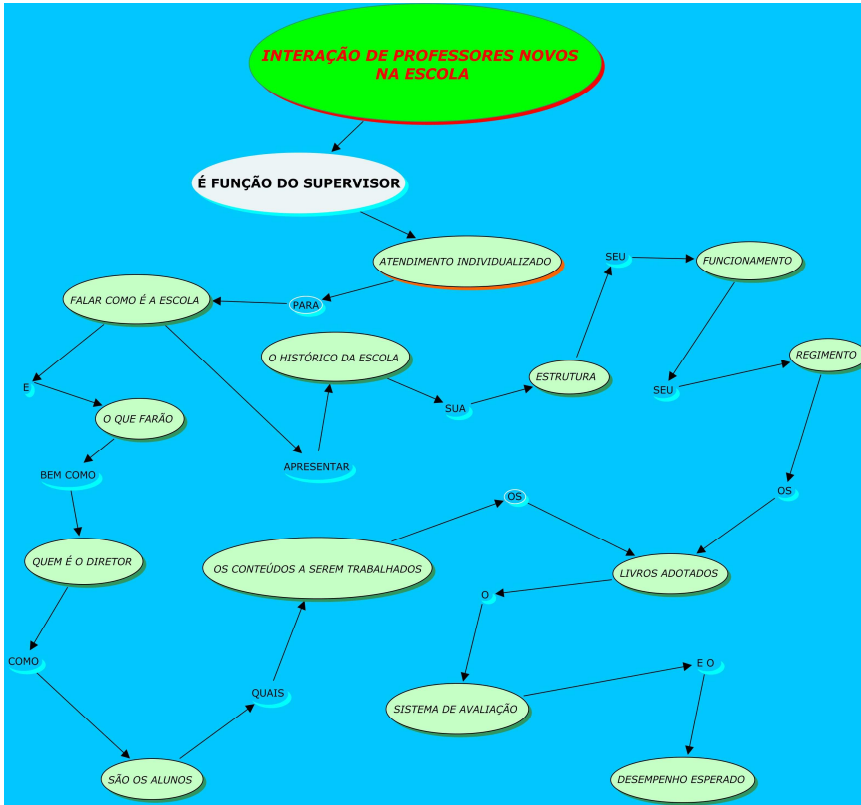 INTERAÇÃO DE PROFESSORES NOVOS
NA ESCOLA
É FUNÇÃO DO SUPERVISOR
ATENDIMENTO INDIVIDUALIZADO
SEU
FUNCIONAMENTO
FALAR COMO É A ESCOLA
PARA
O HISTÓRICO DA ESCOLA
REGIMENTO
ESTRUTURA
E
SEU
SUA
O QUE FARÃO
APRESENTAR
BEM COMO
OS
OS
QUEM É O DIRETOR
OS CONTEÚDOS A SEREM TRABALHADOS
LIVROS ADOTADOS
O
COMO
E O
QUAIS
SISTEMA DE AVALIAÇÃO
SÃO OS ALUNOS
DESEMPENHO ESPERADO